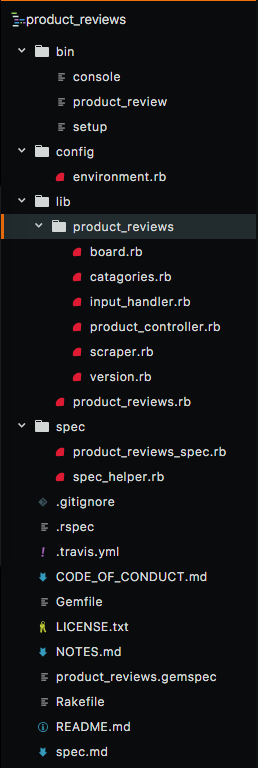 product_reviews
bin
console
product_review
setup
config
environment.rb
lib
product_reviews
board.rb
catagories.rb
input_handler.rb
product_controller.rb
scraper.rb
version.rb
product_reviews.rb
spec
product_reviews_spec.rb
spec_helper.rb
.gitignore
.rspec
.travis.yml
CODE_OF_CONDUCT.md
Gemfile
LICENSE.txt
NOTES.md
product_reviews.gemspec
Rakefile
README.md
spec.md